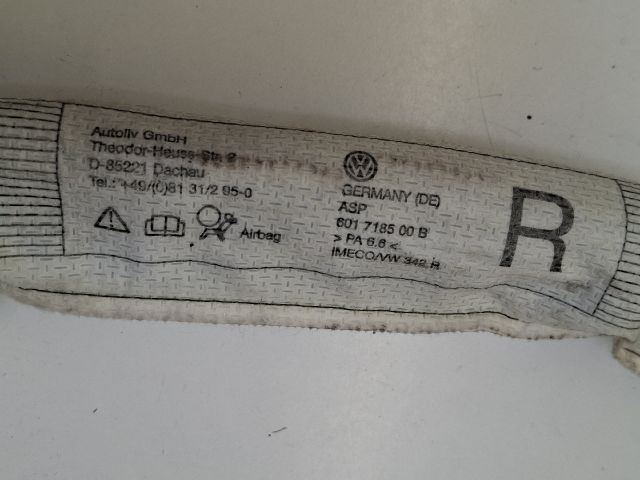 Autoliv GmbH
Theodor-Heuss-Str. 2
D-85221 Dachau
Tel.: +49/(0)81 31/2 95-0
Airbag
VW
GERMANY (DE)
ASP
601 7185 00 B
> PA 6.6 <
IMECO/VW 342 R
R